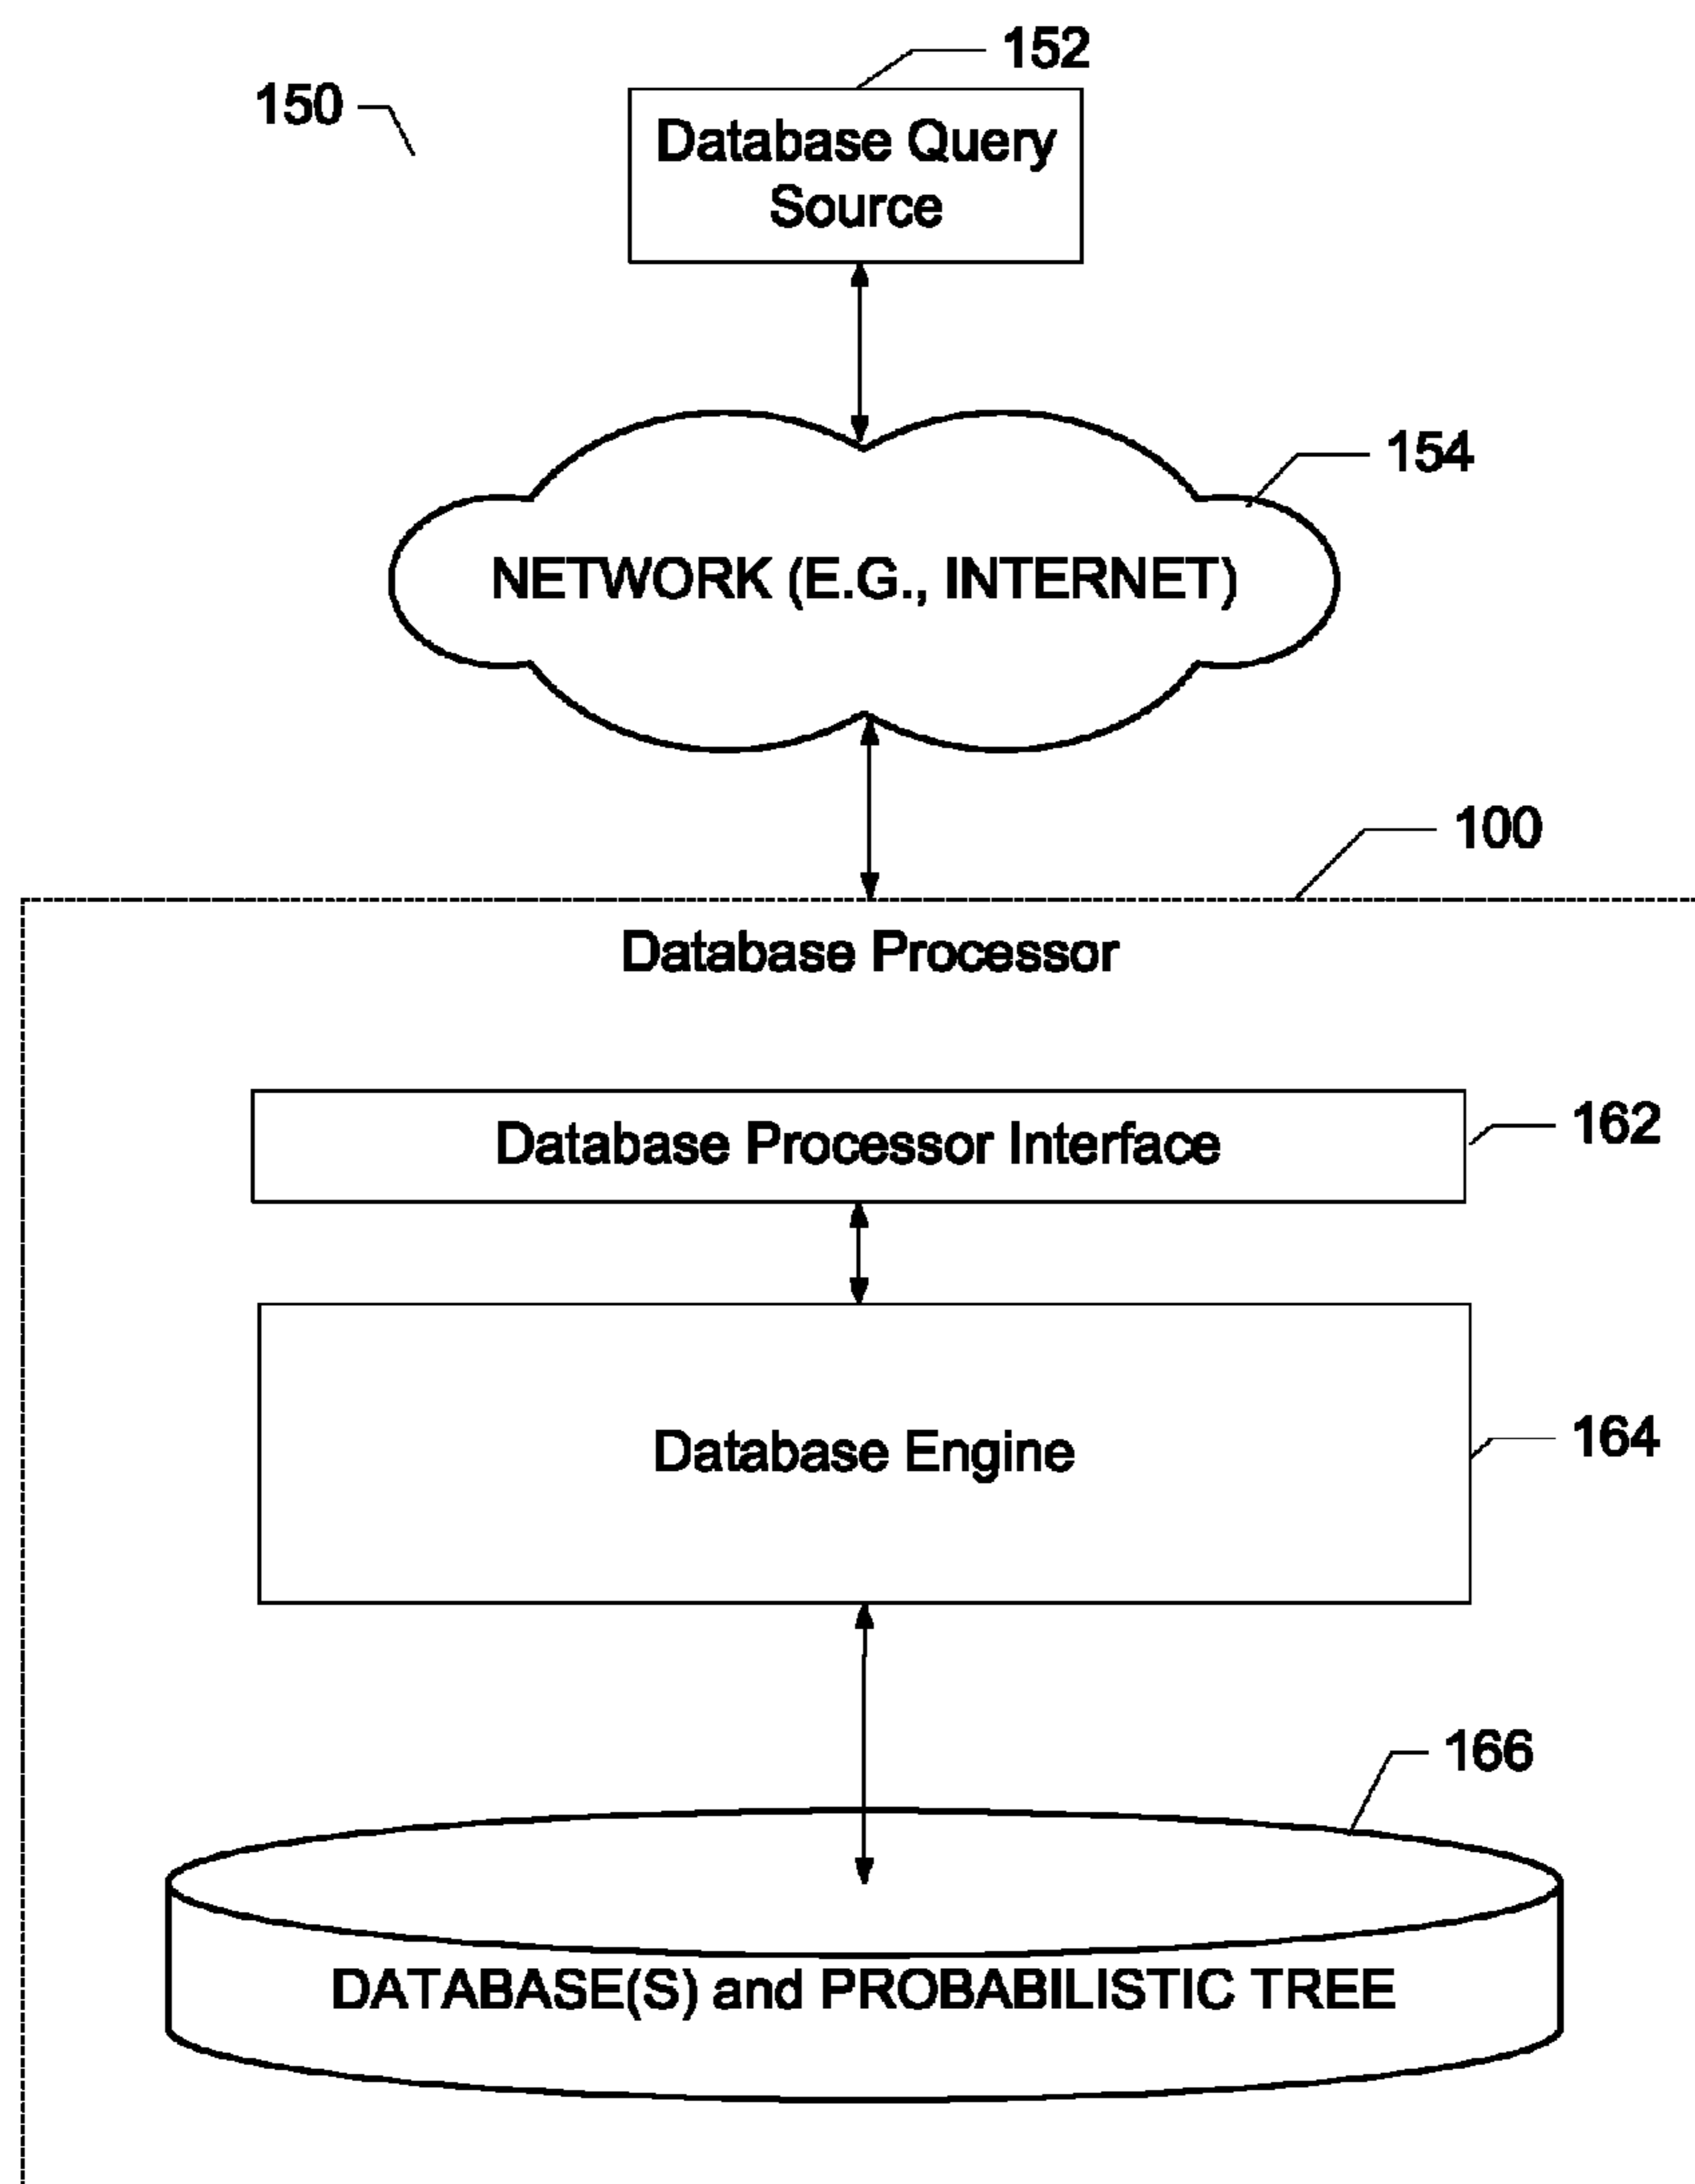 152
150
Database Query
Source
154
NETWORK (E.G., INTERNET)
100
Database Processor
162
Database Processor Interface
164
Database Engine
166
DATABASE(S) and PROBABILISTIC TREE